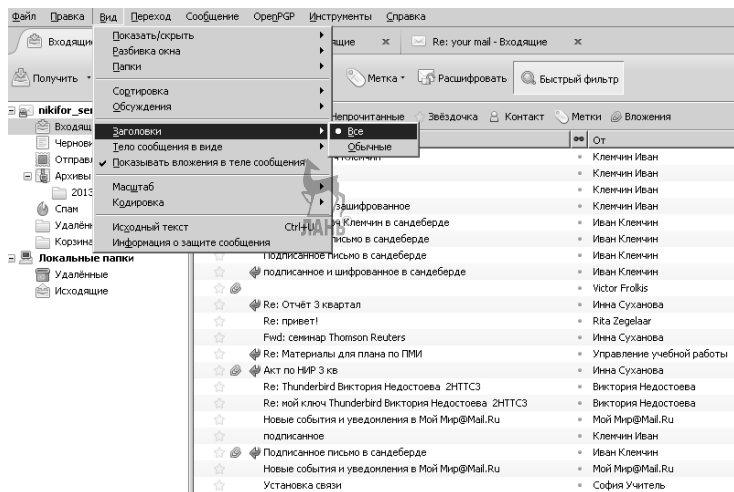 Файл Правка Вид Переход Сообщение OpenPGP Инструменты Справка
Входящи
щие x
Re: your mail - Входящие x
Показать/скрыть
Разбивка окна
Папки
Сортировка
Обсуждения
Заголовки
Тело сообщения в виде
Показывать вложения в теле сообщения
Масштаб
Кодировка
Исходный текст Ctrl+U
Информация о защите сообщения
Все
Обычные
Получить
Метка
Расшифровать
Быстрый фильтр
Непрочитанные Звёздочка Контакт Метки Вложения
nikifor_se
Входящ
Чернов
Отправл
Архивы
2013
Спам
Удалённ
Корзина
Локальные папки
Удалённые
Исходящие
ЛАНЬ
От
Клемчин Клемчин Иван
Клемчин Иван
Клемчин Иван
зашифрованное Клемчин Иван
Клемчин в сандеберде Иван Клемчин
письмо в сандеберде Иван Клемчин
Подписанное письмо в сандеберде Иван Клемчин
подписанное и шифрованное в сандеберде Иван Клемчин
Victor Frolkis
Re: Отчёт 3 квартал Инна Суханова
Re: привет! Rita Zegelaar
Fwd: семинар Thomson Reuters Инна Суханова
Re: Материалы для плана по ПМИ Управление учебной работы
Акт по НИР 3 кв Инна Суханова
Re: Thunderbird Виктория Недостоева 2НТТС3 Виктория Недостоева
Re: мой ключ Thunderbird Виктория Недостоева 2НТТС3 Виктория Недостоева
Новые события и уведомления в Мой Мир@Mail.Ru Мой Мир@Mail.Ru
подписанное Клемчин Иван
Подписанное письмо в сандеберде Иван Клемчин
Новые события и уведомления в Мой Мир@Mail.Ru Мой Мир@Mail.Ru
Установка связи София Учитель